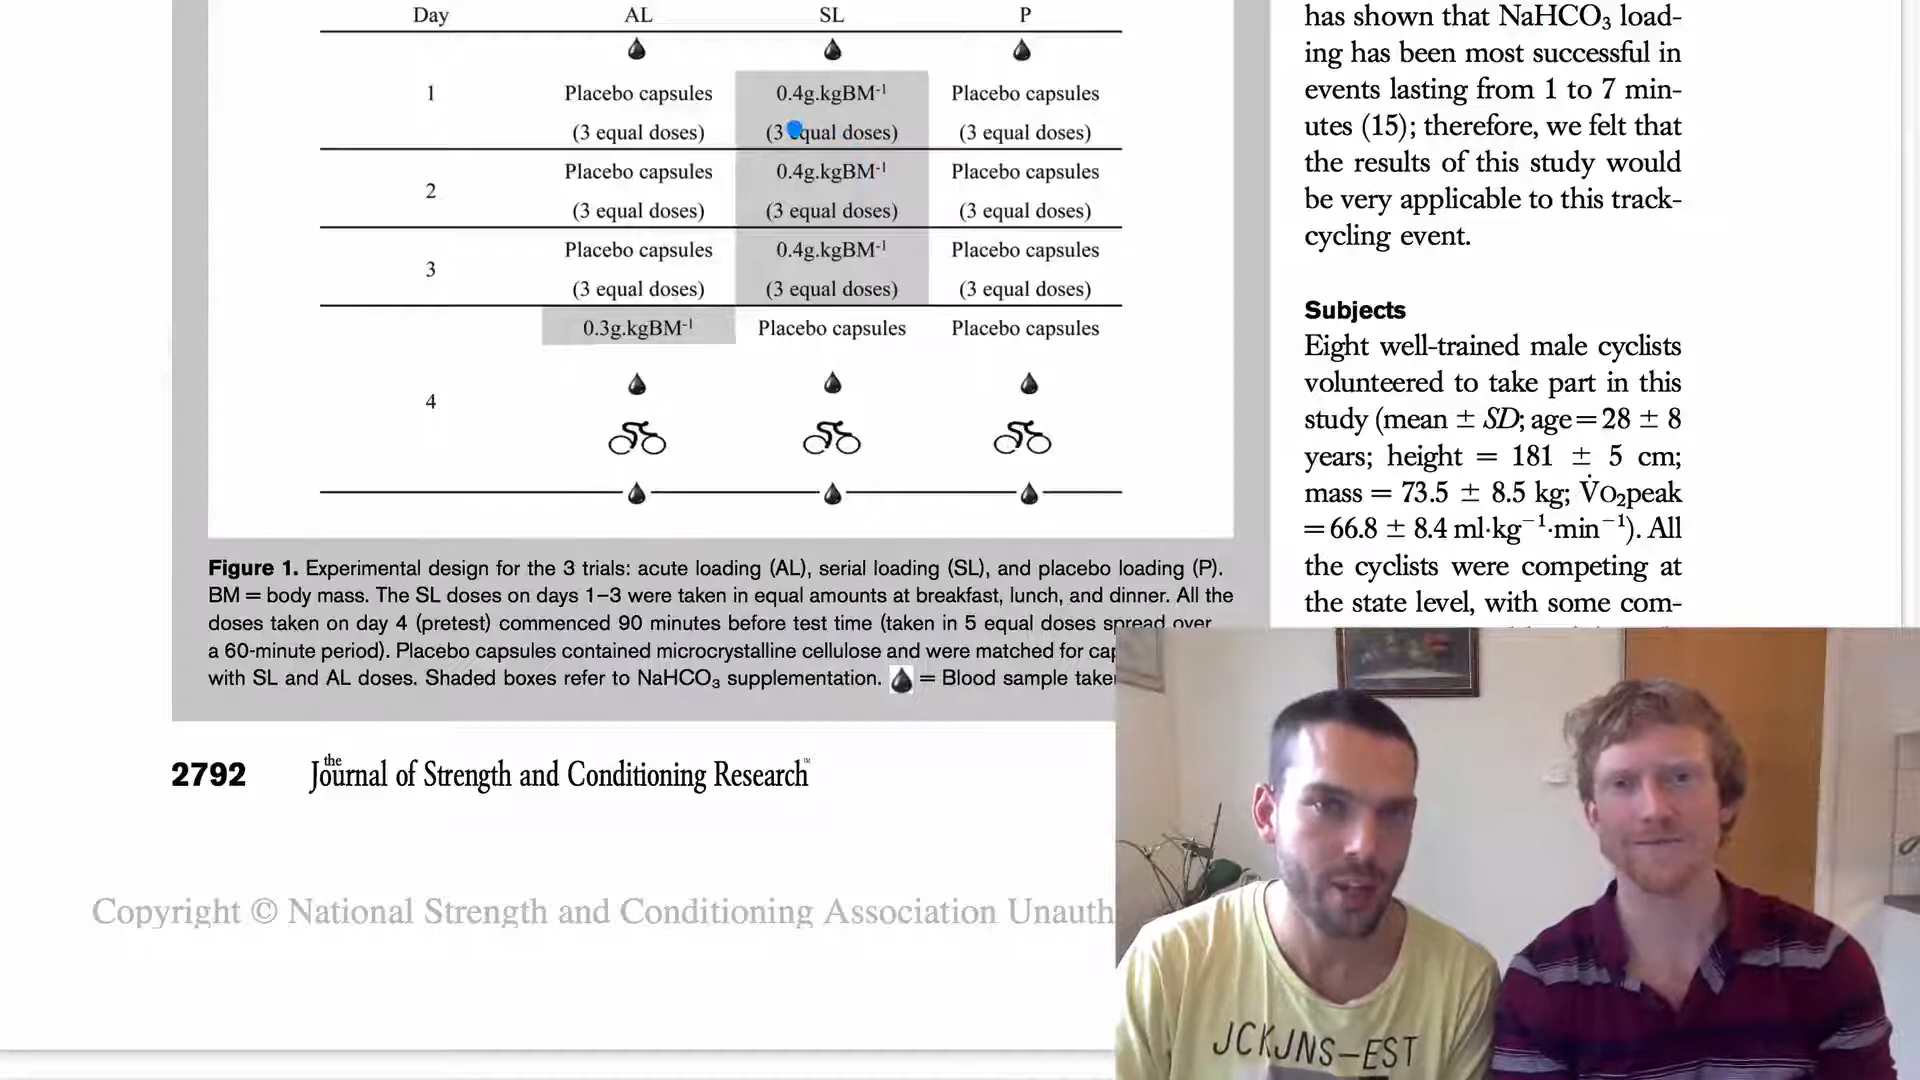 Day AL SL P
1
Placebo capsules 0.4g.kgBM-1 Placebo capsules
(3 equal doses) (3 equal doses) (3 equal doses)
2
Placebo capsules 0.4g.kgBM-1 Placebo capsules
(3 equal doses) (3 equal doses) (3 equal doses)
3
Placebo capsules 0.4g.kgBM-1 Placebo capsules
(3 equal doses) (3 equal doses) (3 equal doses)
0.3g.kgBM-1 Placebo capsules Placebo capsules
4
Figure 1. Experimental design for the 3 trials: acute loading (AL), serial loading (SL), and placebo loading (P).
BM = body mass. The SL doses on days 1–3 were taken in equal amounts at breakfast, lunch, and dinner. All the
doses taken on day 4 (pretest) commenced 90 minutes before test time (taken in 5 equal doses spread over
a 60-minute period). Placebo capsules contained microcrystalline cellulose and were matched for cap
with SL and AL doses. Shaded boxes refer to NaHCO3 supplementation. = Blood sample take
2792 the Journal of Strength and Conditioning Research™
Copyright © National Strength and Conditioning Association Unauth
has shown that NaHCO3 load-
ing has been most successful in
events lasting from 1 to 7 min-
utes (15); therefore, we felt that
the results of this study would
be very applicable to this track-
cycling event.
Subjects
Eight well-trained male cyclists
volunteered to take part in this
study (mean ± SD; age=28 ± 8
years; height = 181 ± 5 cm;
mass = 73.5 ± 8.5 kg; V̇O2peak
=66.8 ± 8.4 ml·kg−1·min−1). All
the cyclists were competing at
the state level, with some com-
JCKJNS–EST